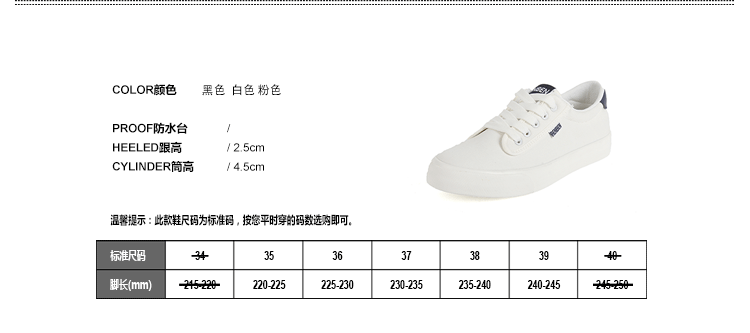 COLOR颜色 黑色 白色 粉色
PROOF防水台 /
HEELED跟高 / 2.5cm
CYLINDER筒高 / 4.5cm
温馨提示：此款鞋尺码为标准码，按您平时穿的码数选购即可。
标准尺码 34 35 36 37 38 39 40
脚长(mm) 215-220 220-225 225-230 230-235 235-240 240-245 245-250